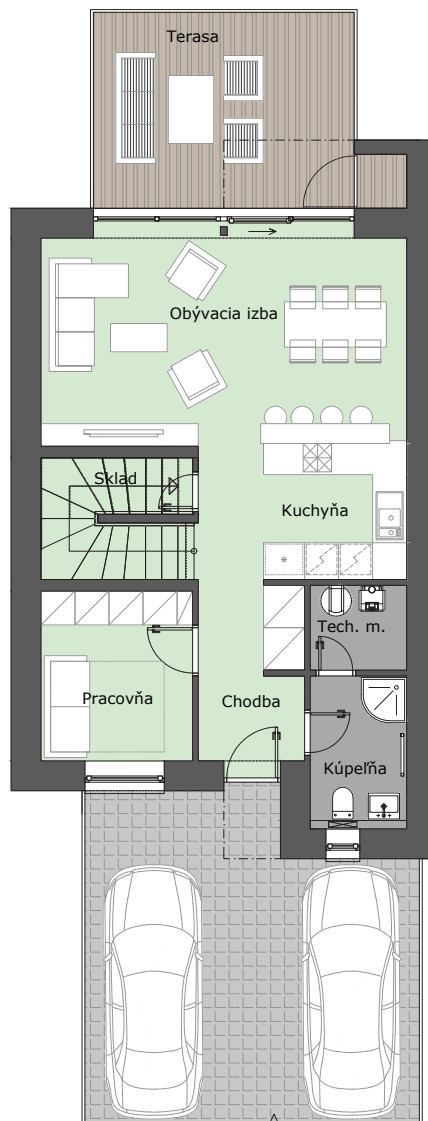 Terasa
Obývacia izba
Sklad
Kuchyňa
Tech. m.
Pracovňa
Chodba
Kúpeľňa